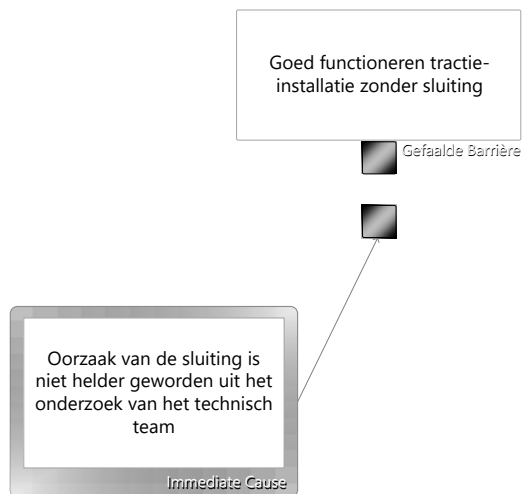 Goed functioneren tractie-
installatie zonder sluiting
Gefaalde Barrière
Oorzaak van de sluiting is
niet helder geworden uit het
onderzoek van het technisch
team
Immediate Cause